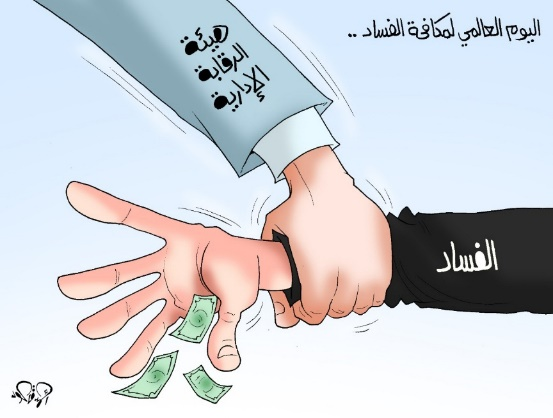 اليوم العالمي لمكافحة الفساد ..
هيئة
الرقابة
الإدارية
الفساد